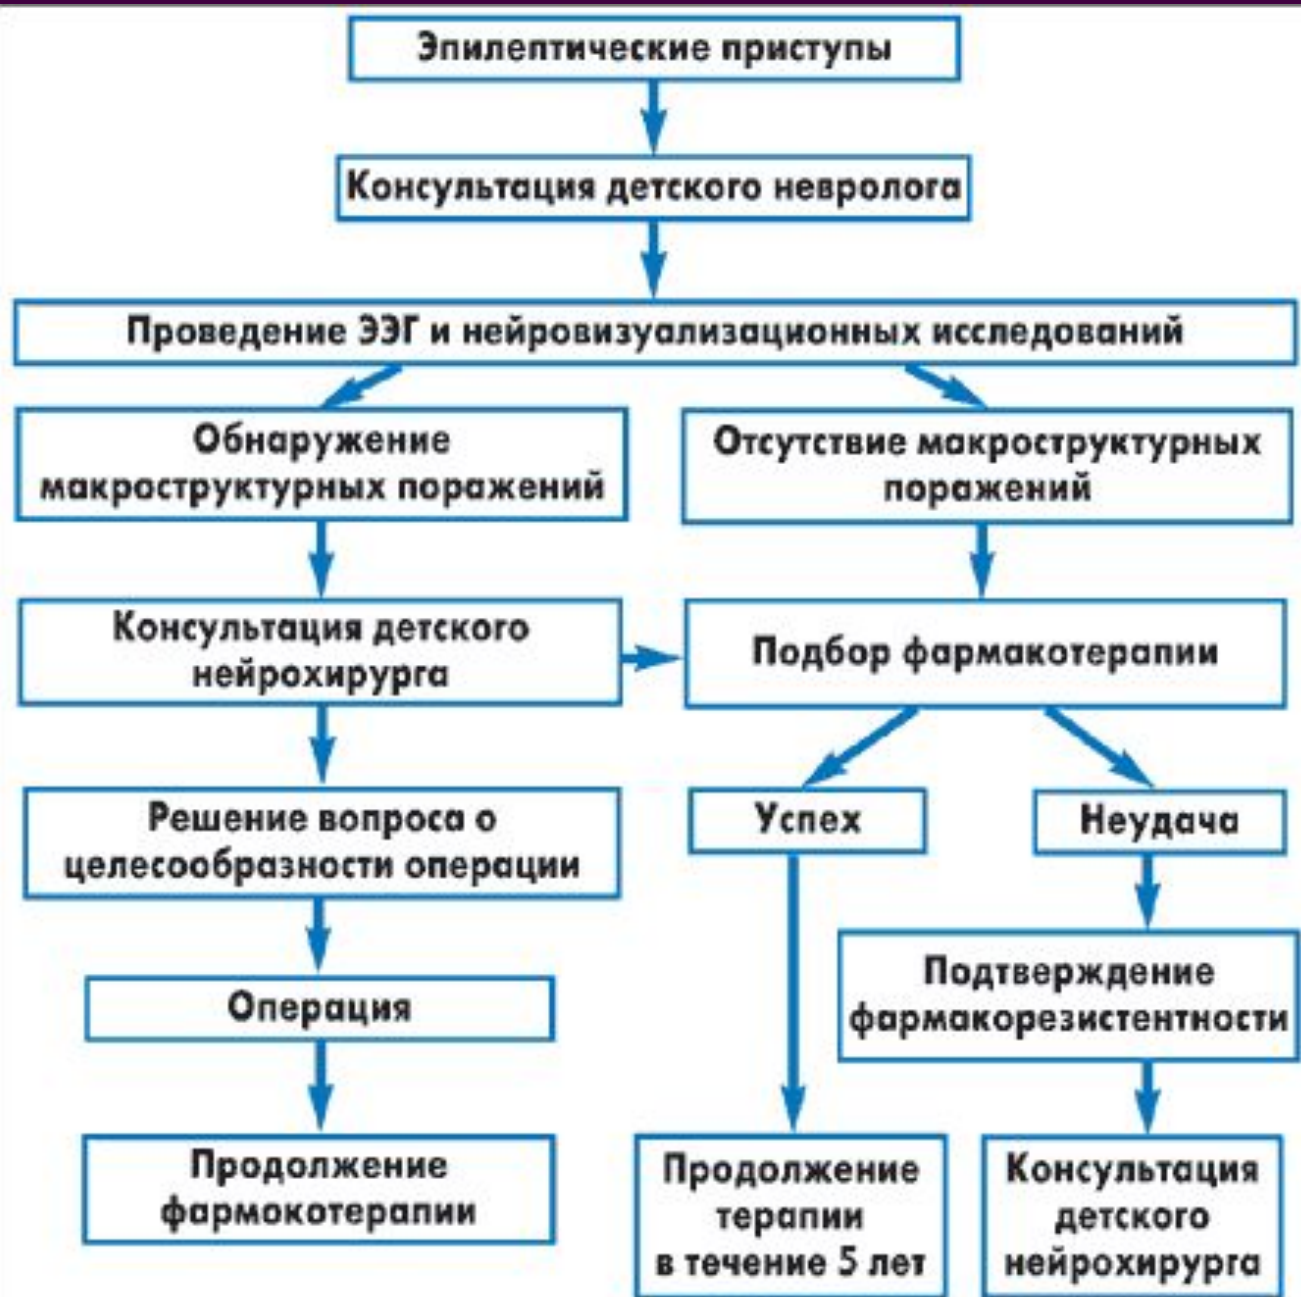 Эпилептические приступы
Консультация детского невролога
Проведение ЭЭГ и нейровизуализационных исследований
Обнаружение
макроструктурных поражений
Отсутствие макроструктурных
поражений
Консультация детского
нейрохирурга
Подбор фармакотерапии
Решение вопроса о
целесообразности операции
Успех
Неудача
Операция
Подтверждение
фармакорезистентности
Продолжение
фармокотерапии
Продолжение
терапии
в течение 5 лет
Консультация
детского
нейрохирурга